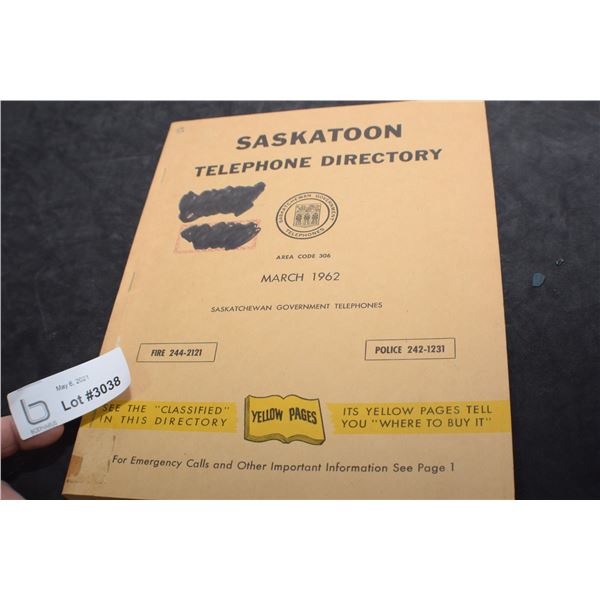 SASKATOON
TELEPHONE DIRECTORY
SASKATCHEWAN GOVERNMENT
TELEPHONES
AREA CODE 306
MARCH 1962
SASKATCHEWAN GOVERNMENT TELEPHONES
FIRE 244-2121
POLICE 242-1231
May 6, 2021
Lot #3038
b
SEE THE "CLASSIFIED"
IN THIS DIRECTORY
YELLOW PAGES
ITS YELLOW PAGES TELL
YOU "WHERE TO BUY IT"
For Emergency Calls and Other Important Information See Page 1